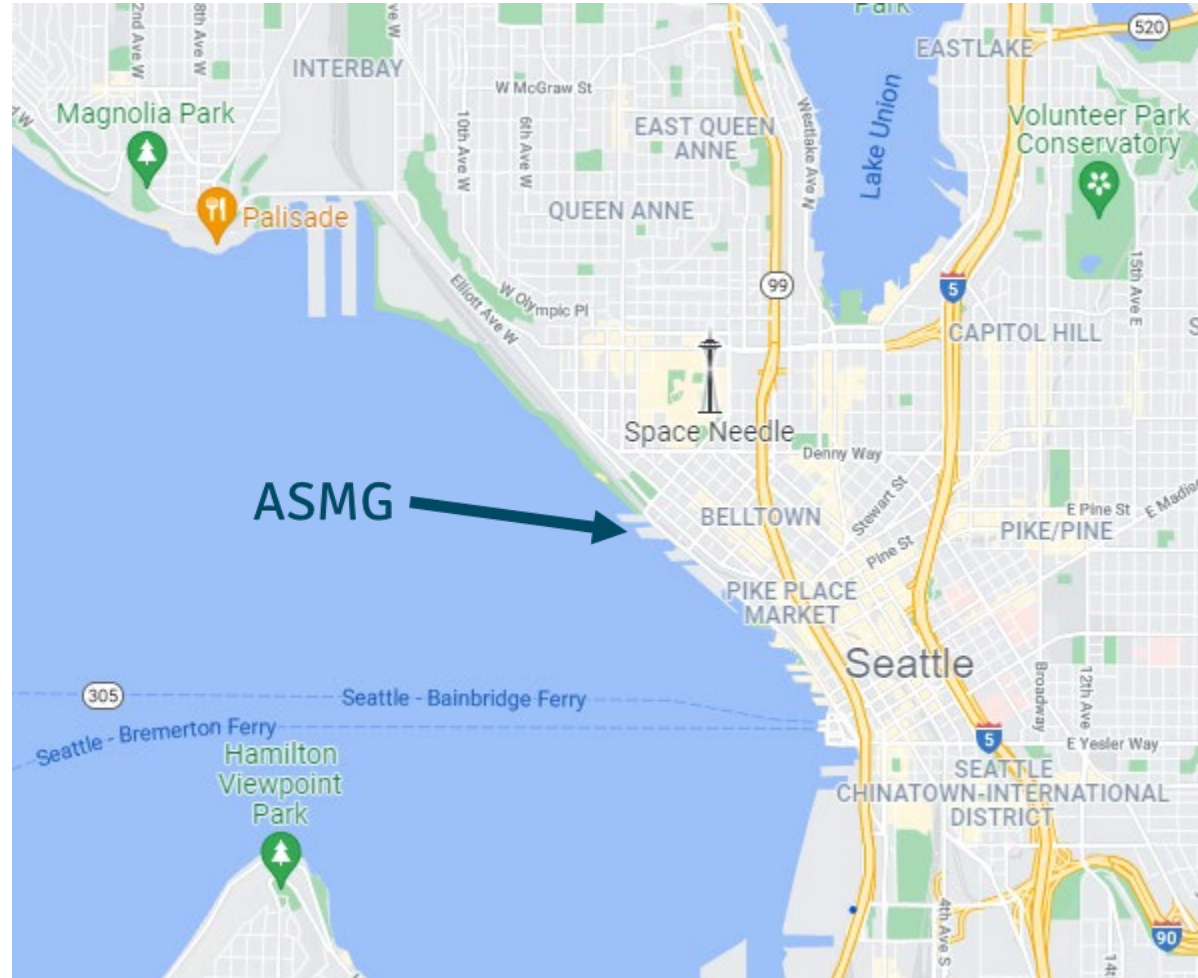 Park
520
EASTLAKE
2nd Ave W
8th Ave W
ve W
INTERBAY
W McGraw St
Magnolia Park
10th Ave W
6th Ave W
EAST QUEEN
ANNE
Westlake Ave N
Lake Union
Volunteer Park
Conservatory
d W
Palisade
QUEEN ANNE
15th Ave E
W Olympic Pl
Elliott Ave W
99
5
CAPITOL HILL
S
Space Needle
Denny Way
ASMG
BELLTOWN
Stewart St
E Pine St
E Madiso
PIKE/PINE
Pine St
PIKE PLACE
MARKET
Seattle
Broadway
12th Ave
305
Seattle - Bainbridge Ferry
Seattle - Bremerton Ferry
5
E Yesler Way
Hamilton
Viewpoint
Park
SEATTLE
CHINATOWN-INTERNATIONAL
DISTRICT
4th Ave S
90
14t